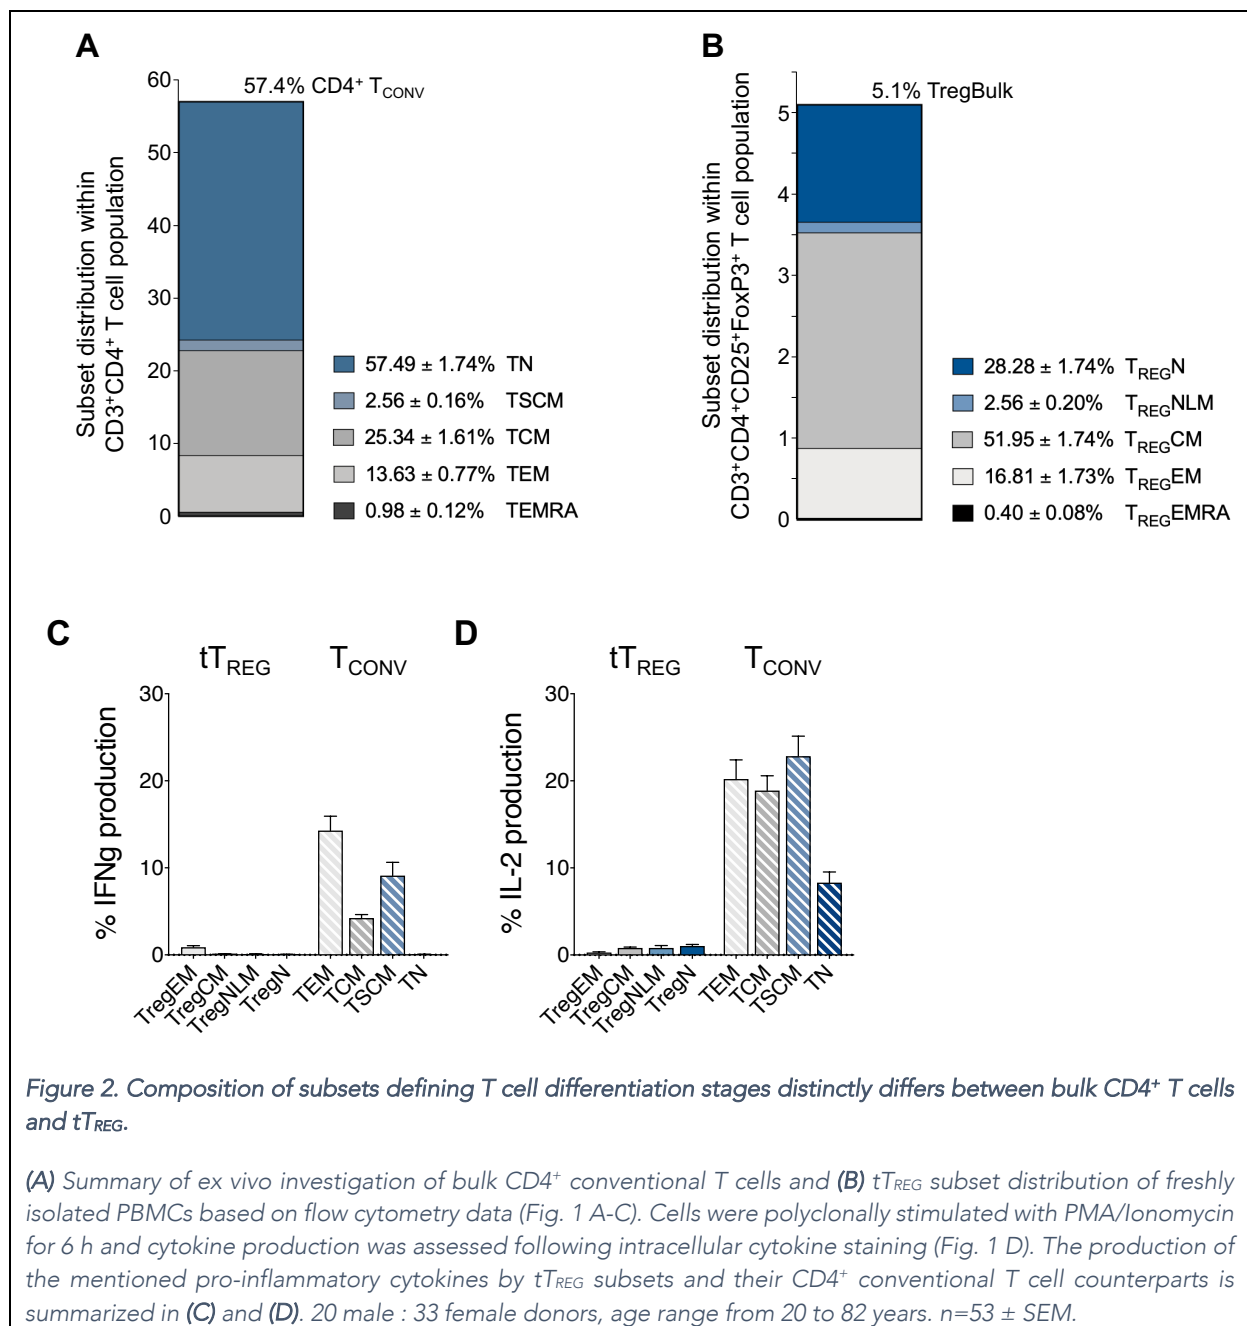 A
57.4% CD4⁺ TCONV
60
50
40
30
20
10
0
Subset distribution within
CD3⁺CD4⁺ T cell population
57.49 ± 1.74% TN
2.56 ± 0.16% TSCM
25.34 ± 1.61% TCM
13.63 ± 0.77% TEM
0.98 ± 0.12% TEMRA
B
5.1% TregBulk
5
4
3
2
1
0
Subset distribution within
CD3⁺CD4⁺CD25⁺FoxP3⁺ T cell population
28.28 ± 1.74% TREGN
2.56 ± 0.20% TREGNLM
51.95 ± 1.74% TREGCM
16.81 ± 1.73% TREGEM
0.40 ± 0.08% TREGEMRA
C
tTREG TCONV
30
20
10
0
% IFNg production
TregEM
TregCM
TregNLM
TregN
TEM
TCM
TSCM
TN
D
tTREG TCONV
30
20
10
0
% IL-2 production
TregEM
TregCM
TregNLM
TregN
TEM
TCM
TSCM
TN
Figure 2. Composition of subsets defining T cell differentiation stages distinctly differs between bulk CD4⁺ T cells
and tTREG.
(A) Summary of ex vivo investigation of bulk CD4⁺ conventional T cells and (B) tTREG subset distribution of freshly
isolated PBMCs based on flow cytometry data (Fig. 1 A-C). Cells were polyclonally stimulated with PMA/Ionomycin
for 6 h and cytokine production was assessed following intracellular cytokine staining (Fig. 1 D). The production of
the mentioned pro-inflammatory cytokines by tTREG subsets and their CD4⁺ conventional T cell counterparts is
summarized in (C) and (D). 20 male : 33 female donors, age range from 20 to 82 years. n=53 ± SEM.